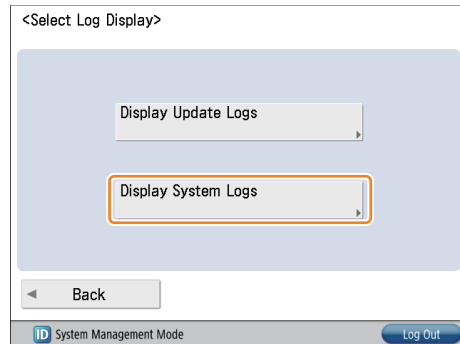 <Select Log Display>
Display Update Logs
Display System Logs
Back
ID System Management Mode
Log Out